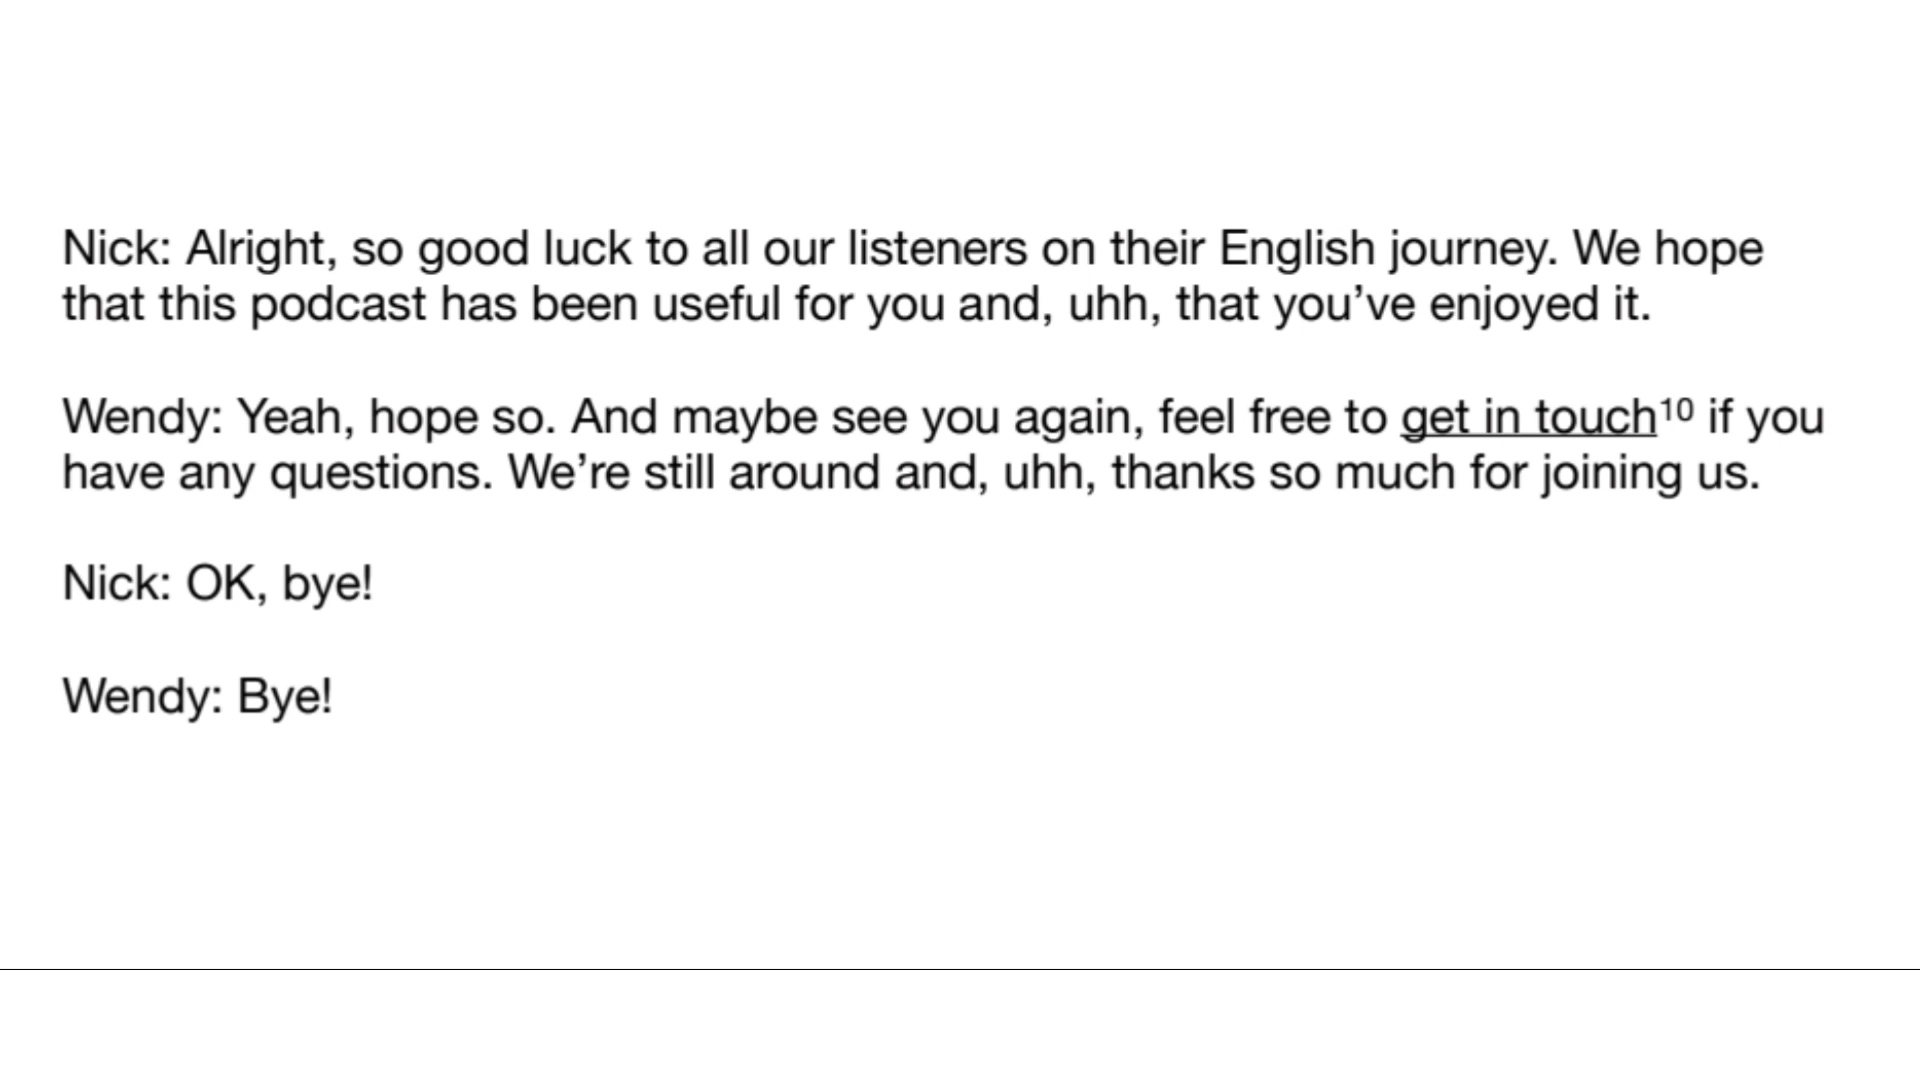 Nick: Alright, so good luck to all our listeners on their English journey. We hope
that this podcast has been useful for you and, uhh, that you’ve enjoyed it.
Wendy: Yeah, hope so. And maybe see you again, feel free to get in touch¹⁰ if you
have any questions. We’re still around and, uhh, thanks so much for joining us.
Nick: OK, bye!
Wendy: Bye!